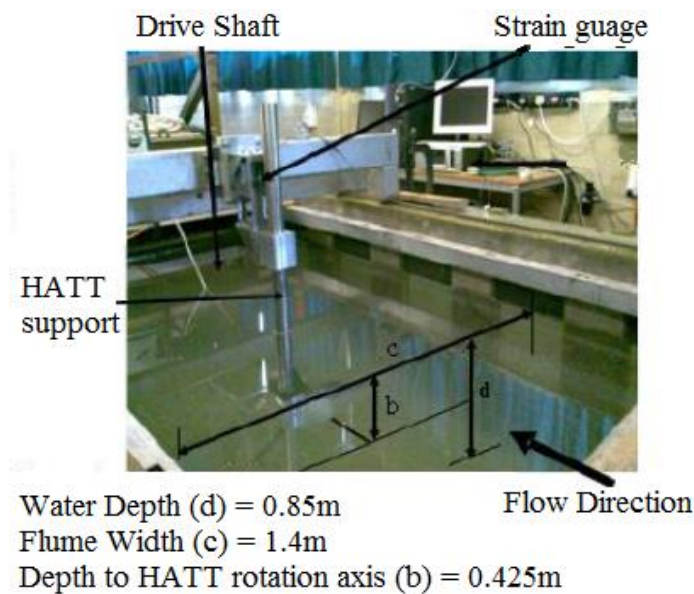 Drive Shaft
Strain guage
HATT
support
c
b
d
Flow Direction
Water Depth (d) = 0.85m
Flume Width (c) = 1.4m
Depth to HATT rotation axis (b) = 0.425m